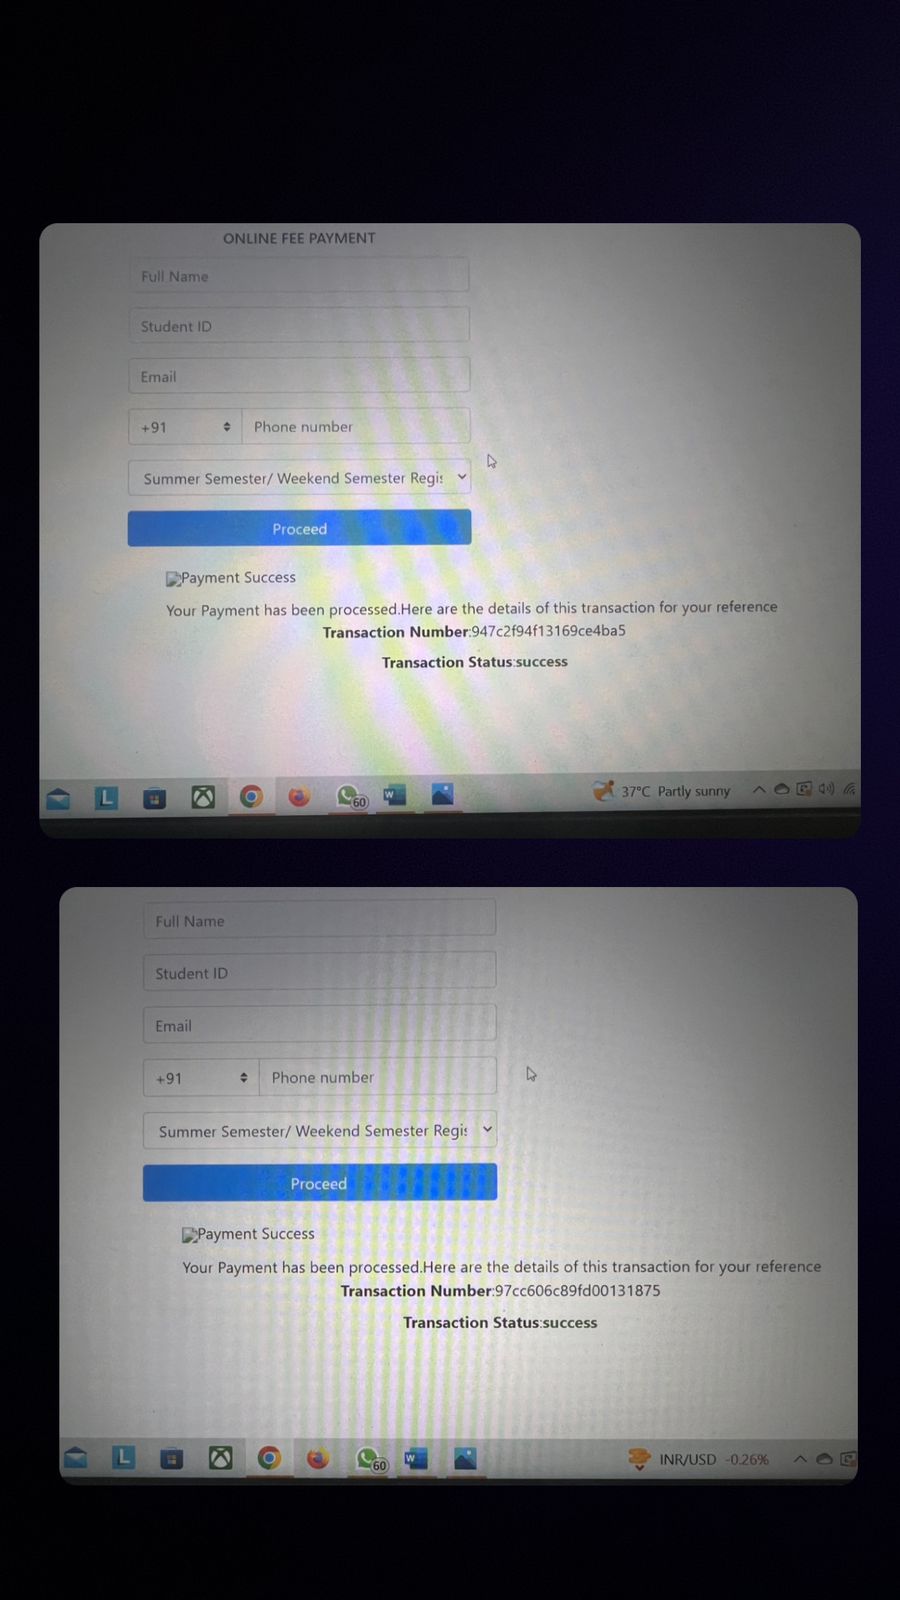 ONLINE FEE PAYMENT
Full Name
Student ID
Email
+91 Phone number
Summer Semester/ Weekend Semester Regis
Proceed
Payment Success
Your Payment has been processed.Here are the details of this transaction for your reference
Transaction Number:947c2f94f13169ce4ba5
Transaction Status:success
L 60 W 37°C Partly sunny
Full Name
Student ID
Email
+91 Phone number
Summer Semester/ Weekend Semester Regis
Proceed
Payment Success
Your Payment has been processed.Here are the details of this transaction for your reference
Transaction Number:97cc606c89fd00131875
Transaction Status:success
L 60 W INR/USD -0.26%